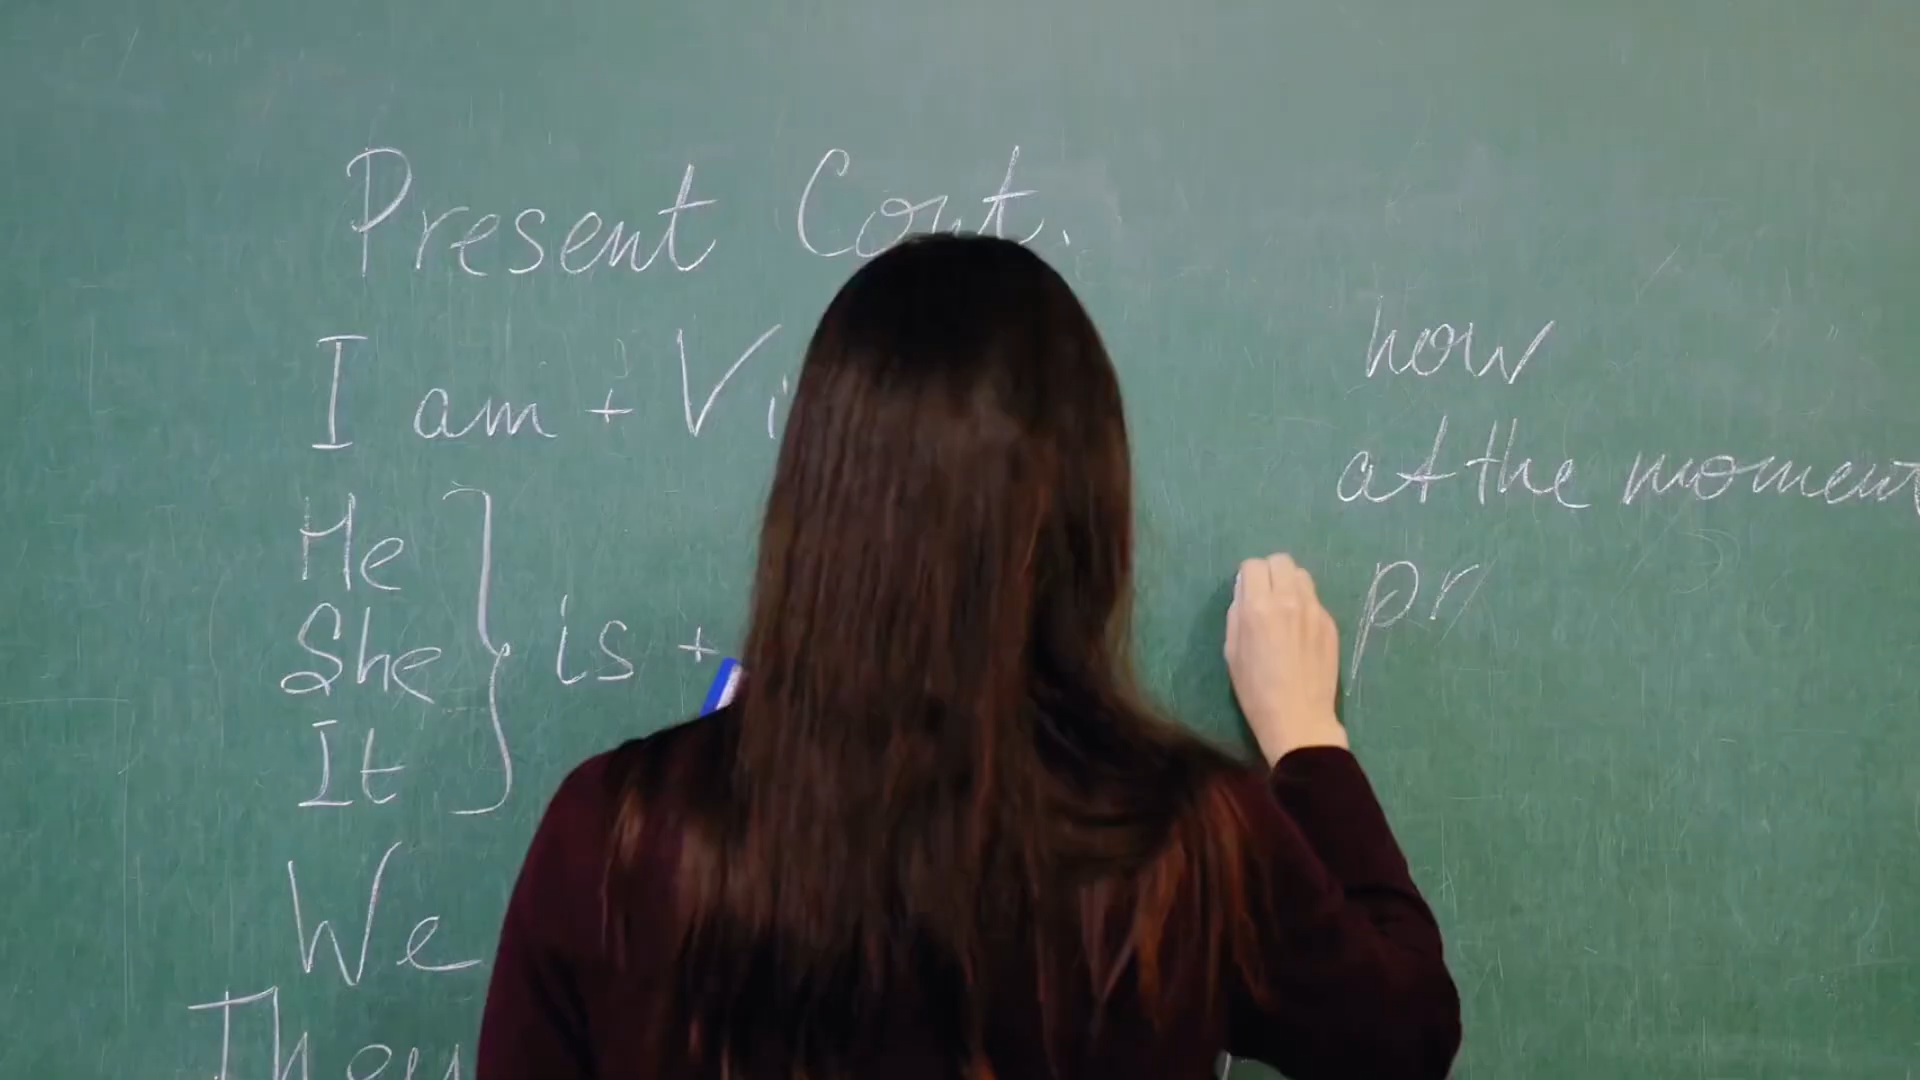 Present Cont.
I am + Vi
He
She
It
is +
We
They
now
at the moment
pr